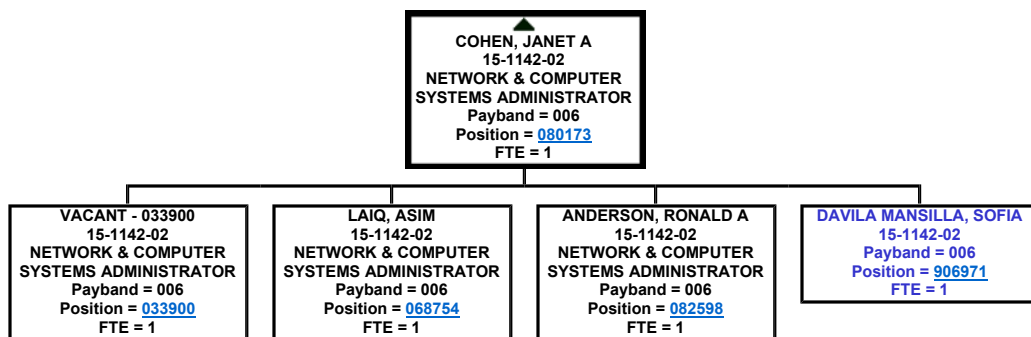 COHEN, JANET A
15-1142-02
NETWORK & COMPUTER
SYSTEMS ADMINISTRATOR
Payband = 006
Position = 080173
FTE = 1
VACANT - 033900
15-1142-02
NETWORK & COMPUTER
SYSTEMS ADMINISTRATOR
Payband = 006
Position = 033900
FTE = 1
LAIQ, ASIM
15-1142-02
NETWORK & COMPUTER
SYSTEMS ADMINISTRATOR
Payband = 006
Position = 068754
FTE = 1
ANDERSON, RONALD A
15-1142-02
NETWORK & COMPUTER
SYSTEMS ADMINISTRATOR
Payband = 006
Position = 082598
FTE = 1
DAVILA MANSILLA, SOFIA
15-1142-02
Payband = 006
Position = 906971
FTE = 1